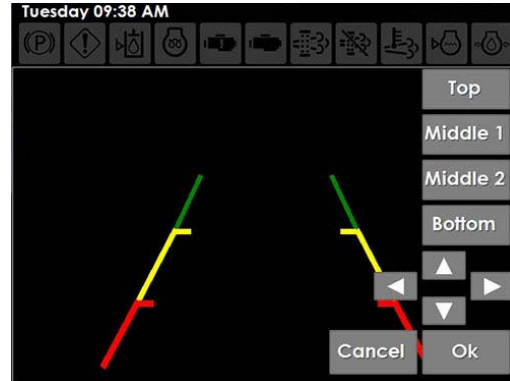 Tuesday 09:38 AM
(P)
Top
Middle 1
Middle 2
Bottom
Cancel
Ok